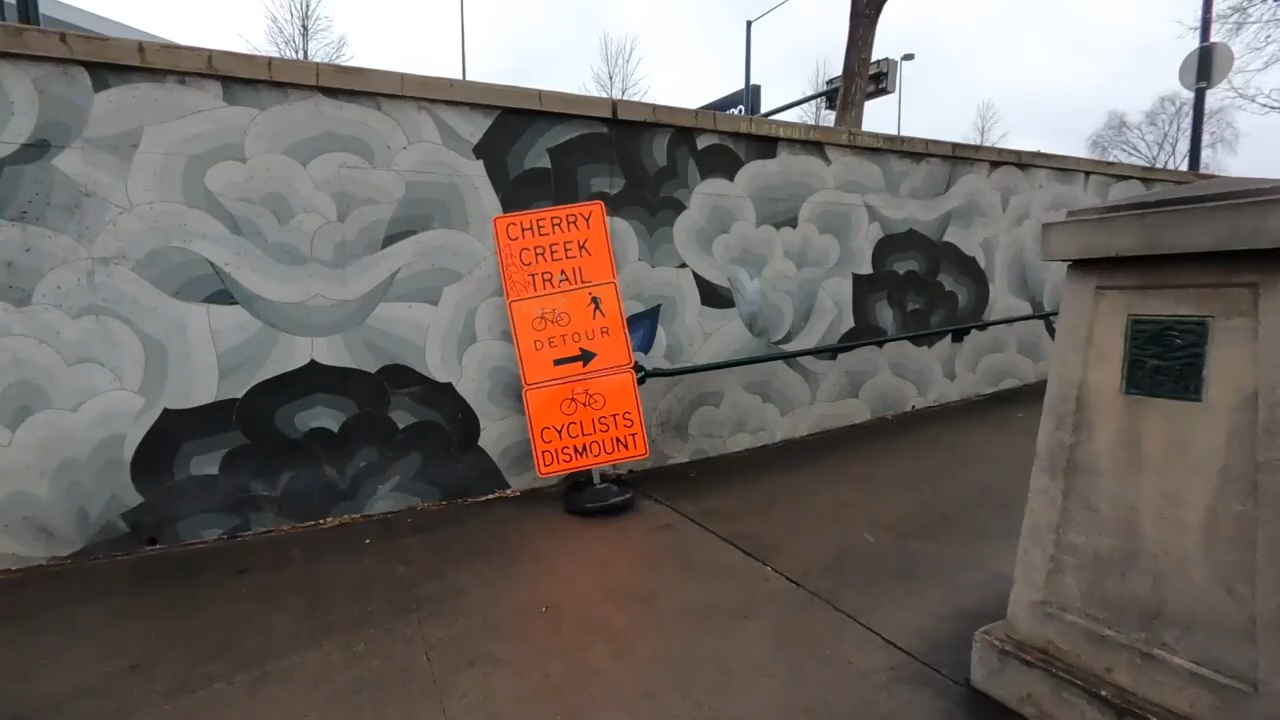 CHERRY
CREEK
TRAIL
DETOUR
CYCLISTS
DISMOUNT